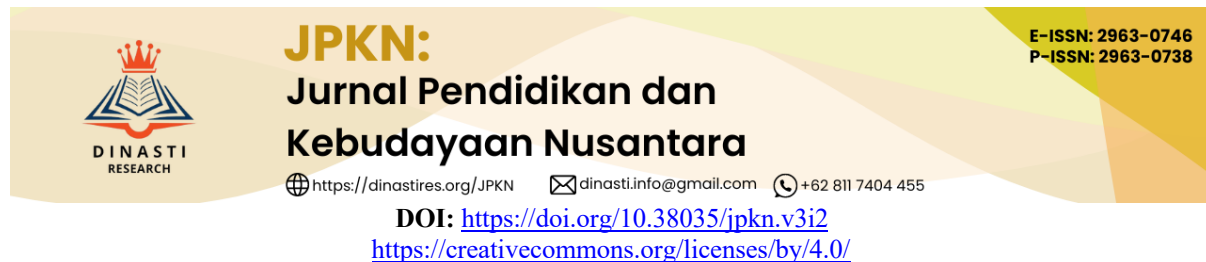 E-ISSN: 2963-0746
P-ISSN: 2963-0738
JPKN:
Jurnal Pendidikan dan
Kebudayaan Nusantara
DINASTI
RESEARCH
https://dinastires.org/JPKN dinasti.info@gmail.com +62 811 7404 455
DOI: https://doi.org/10.38035/jpkn.v3i2
https://creativecommons.org/licenses/by/4.0/